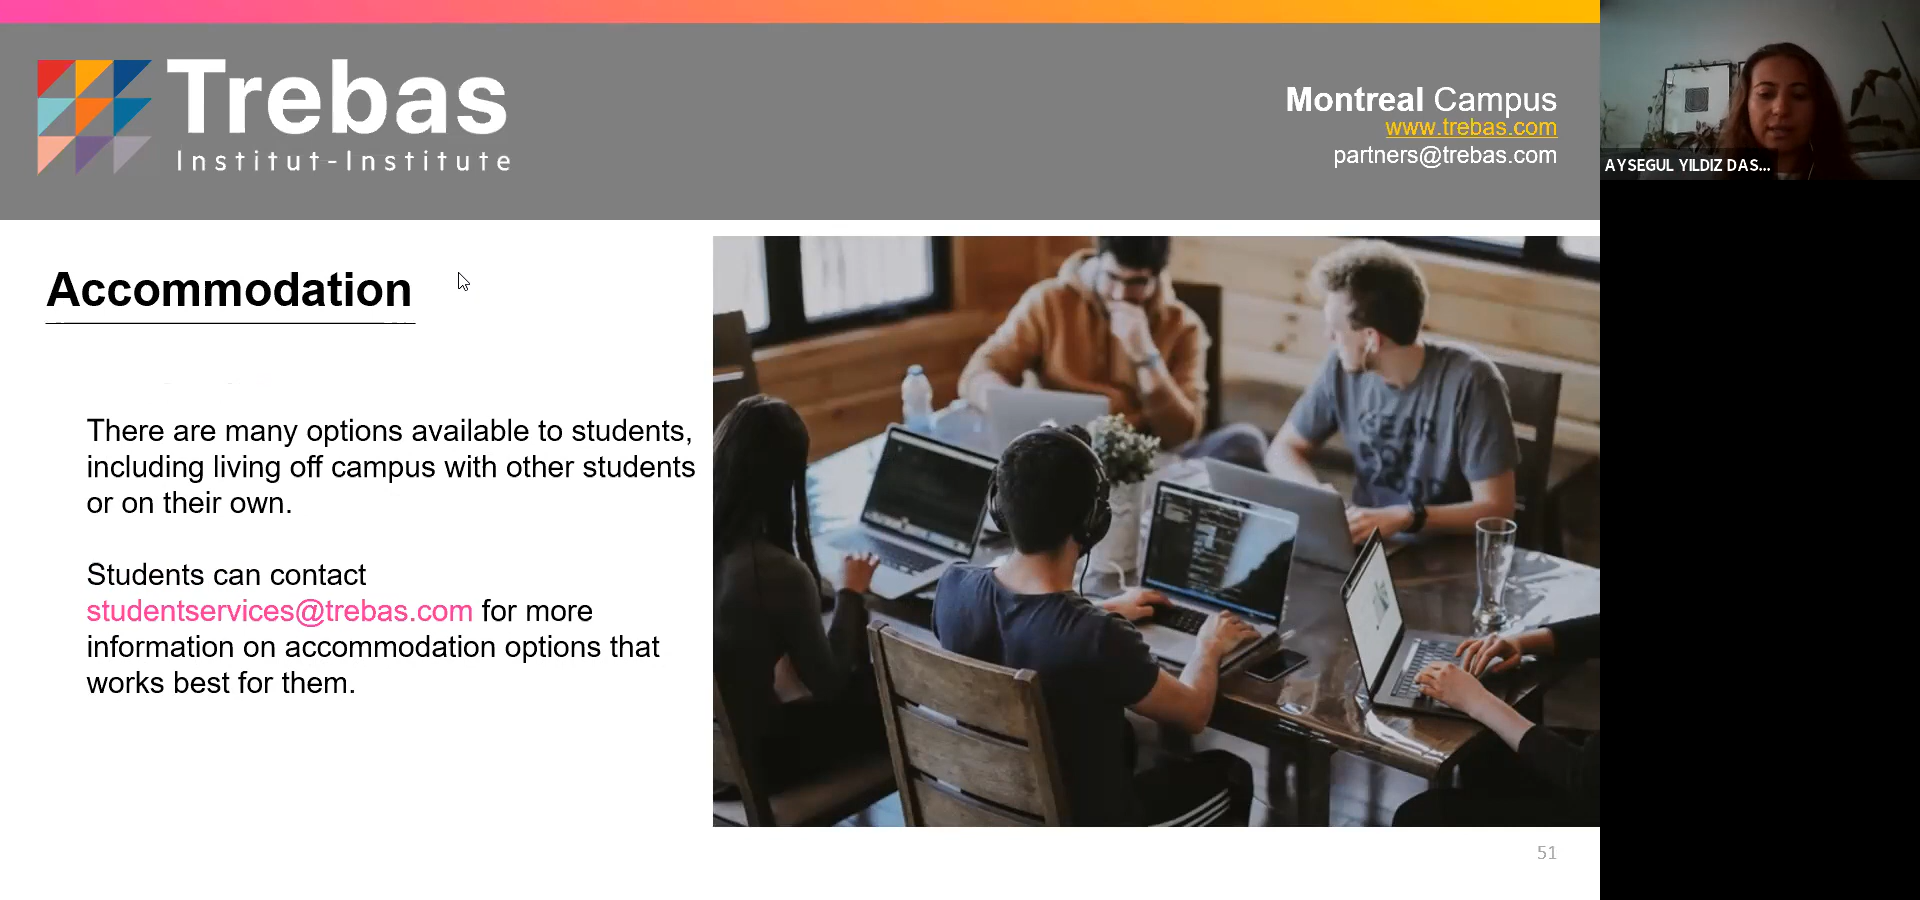 Trebas
Institut-Institute
Montreal Campus
www.trebas.com
partners@trebas.com
AYSEGUL YILDIZ DAS...
Accommodation
There are many options available to students,
including living off campus with other students
or on their own.
Students can contact
studentservices@trebas.com for more
information on accommodation options that
works best for them.
51